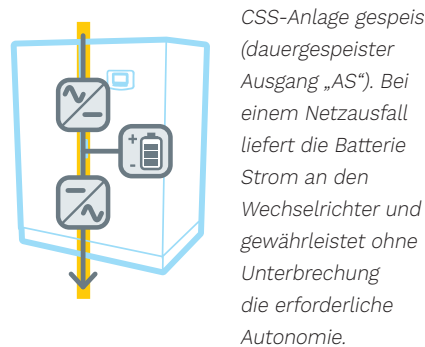 CSS-Anlage gespeis
(dauergespeister
Ausgang „AS“). Bei
einem Netzausfall
liefert die Batterie
Strom an den
Wechselrichter und
gewährleistet ohne
Unterbrechung
die erforderliche
Autonomie.